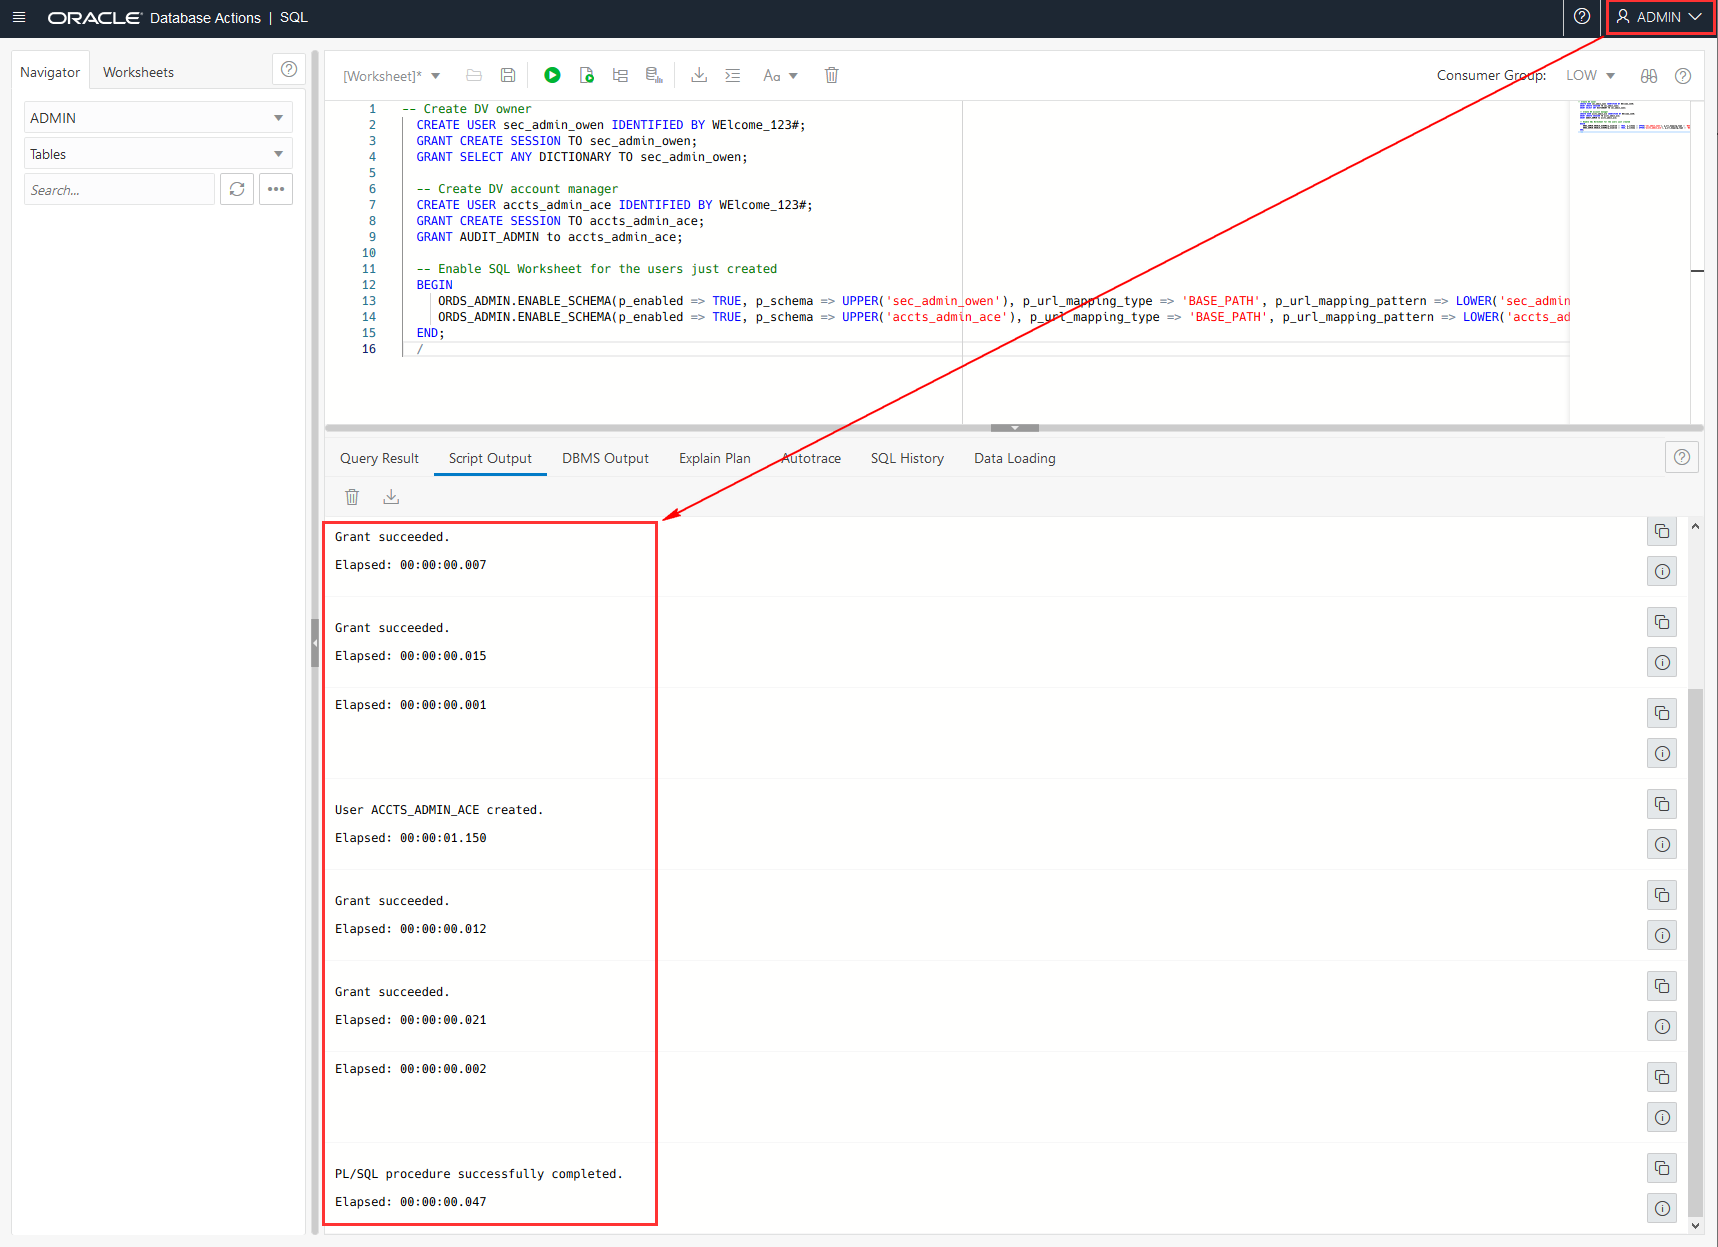 ORACLE Database Actions | SQL
ADMIN
Navigator
Worksheets
[Worksheet]*
Aa
Consumer Group: LOW
ADMIN
Tables
Search...
1 -- Create DV owner
2 CREATE USER sec_admin_owen IDENTIFIED BY WElcome_123#;
3 GRANT CREATE SESSION TO sec_admin_owen;
4 GRANT SELECT ANY DICTIONARY TO sec_admin_owen;
5
6 -- Create DV account manager
7 CREATE USER accts_admin_ace IDENTIFIED BY WElcome_123#;
8 GRANT CREATE SESSION TO accts_admin_ace;
9 GRANT AUDIT_ADMIN to accts_admin_ace;
10
11 -- Enable SQL Worksheet for the users just created
12 BEGIN
13 ORDS_ADMIN.ENABLE_SCHEMA(p_enabled => TRUE, p_schema => UPPER('sec_admin_owen'), p_url_mapping_type => 'BASE_PATH', p_url_mapping_pattern => LOWER('sec_admin
14 ORDS_ADMIN.ENABLE_SCHEMA(p_enabled => TRUE, p_schema => UPPER('accts_admin_ace'), p_url_mapping_type => 'BASE_PATH', p_url_mapping_pattern => LOWER('accts_ad
15 END;
16 /
Query Result
Script Output
DBMS Output
Explain Plan
Autotrace
SQL History
Data Loading
Grant succeeded.
Elapsed: 00:00:00.007
Grant succeeded.
Elapsed: 00:00:00.015
Elapsed: 00:00:00.001
User ACCTS_ADMIN_ACE created.
Elapsed: 00:00:01.150
Grant succeeded.
Elapsed: 00:00:00.012
Grant succeeded.
Elapsed: 00:00:00.021
Elapsed: 00:00:00.002
PL/SQL procedure successfully completed.
Elapsed: 00:00:00.047